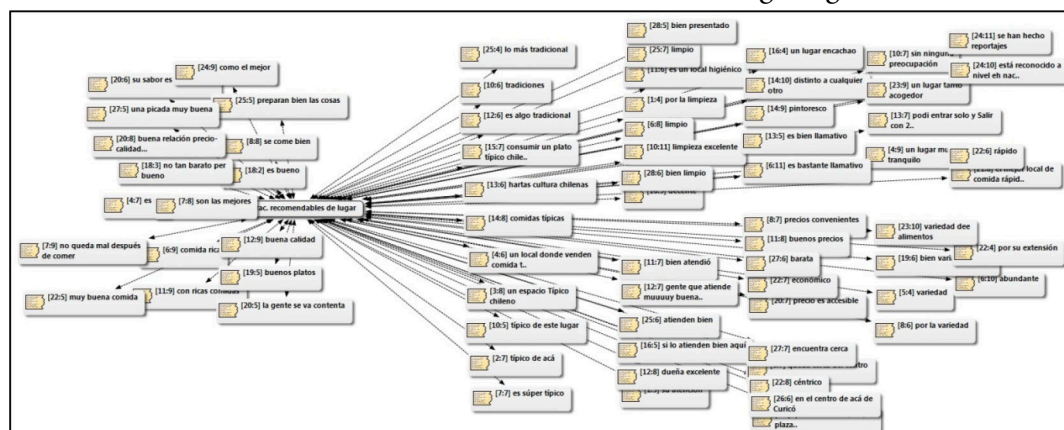 [20:6] su sabor es
[24:9] como el mejor
[27:5] una picada muy buena
[25:5] preparan bien las cosas
[20:8] buena relación precio-
calidad...
[8:8] se come bien
[18:3] no tan barato per
bueno
[18:2] es bueno
[4:7] es
[7:8] son las mejores
ac. recomendables de lugar
[7:9] no queda mal después
de comer
[6:9] comida rica
[12:9] buena calidad
[19:5] buenos platos
[22:5] muy buena comida
[11:9] con ricas comidas
[20:5] la gente se va contenta
[25:4] lo más tradicional
[10:6] tradiciones
[12:6] es algo tradicional
[15:7] consumir un plato
típico chile..
[13:6] hartas cultura chilenas
[14:8] comidas típicas
[4:6] un local donde venden
comida t..
[3:8] un espacio Típico
chileno
[10:5] típico de este lugar
[2:7] típico de acá
[7:7] es súper típico
[28:5] bien presentado
[25:7] limpio
[11:6] es un local higiénico
[1:4] por la limpieza
[6:8] limpio
[10:11] limpieza excelente
[28:6] bien limpio
[11:7] bien atendió
[12:7] gente que atiende
muuuuy buena..
[25:6] atienden bien
[16:5] si lo atienden bien aquí
[12:8] dueña excelente
[16:4] un lugar encachao
[14:10] distinto a cualquier
otro
[14:9] pintoresco
[13:5] es bien llamativo
[6:11] es bastante llamativo
[8:7] precios convenientes
[11:8] buenos precios
[27:6] barata
[22:7] económico
[20:7] precio es accesible
[27:7] encuentra cerca
[22:8] céntrico
[26:6] en el centro de acá de
Curicó
plaza..
[24:11] se han hecho
reportajes
[10:7] sin ninguna
preocupación
[24:10] está reconocido a
nivel eh nac..
[23:9] un lugar tanto
acogedor
[13:7] podi entrar solo y Salir
con 2..
[4:9] un lugar mu
tranquilo
[22:6] rápido
local de
comida rápid..
[23:10] variedad dee
alimentos
[22:4] por su extensión
[19:6] bien vari
[6:10] abundante
[5:4] variedad
[8:6] por la variedad